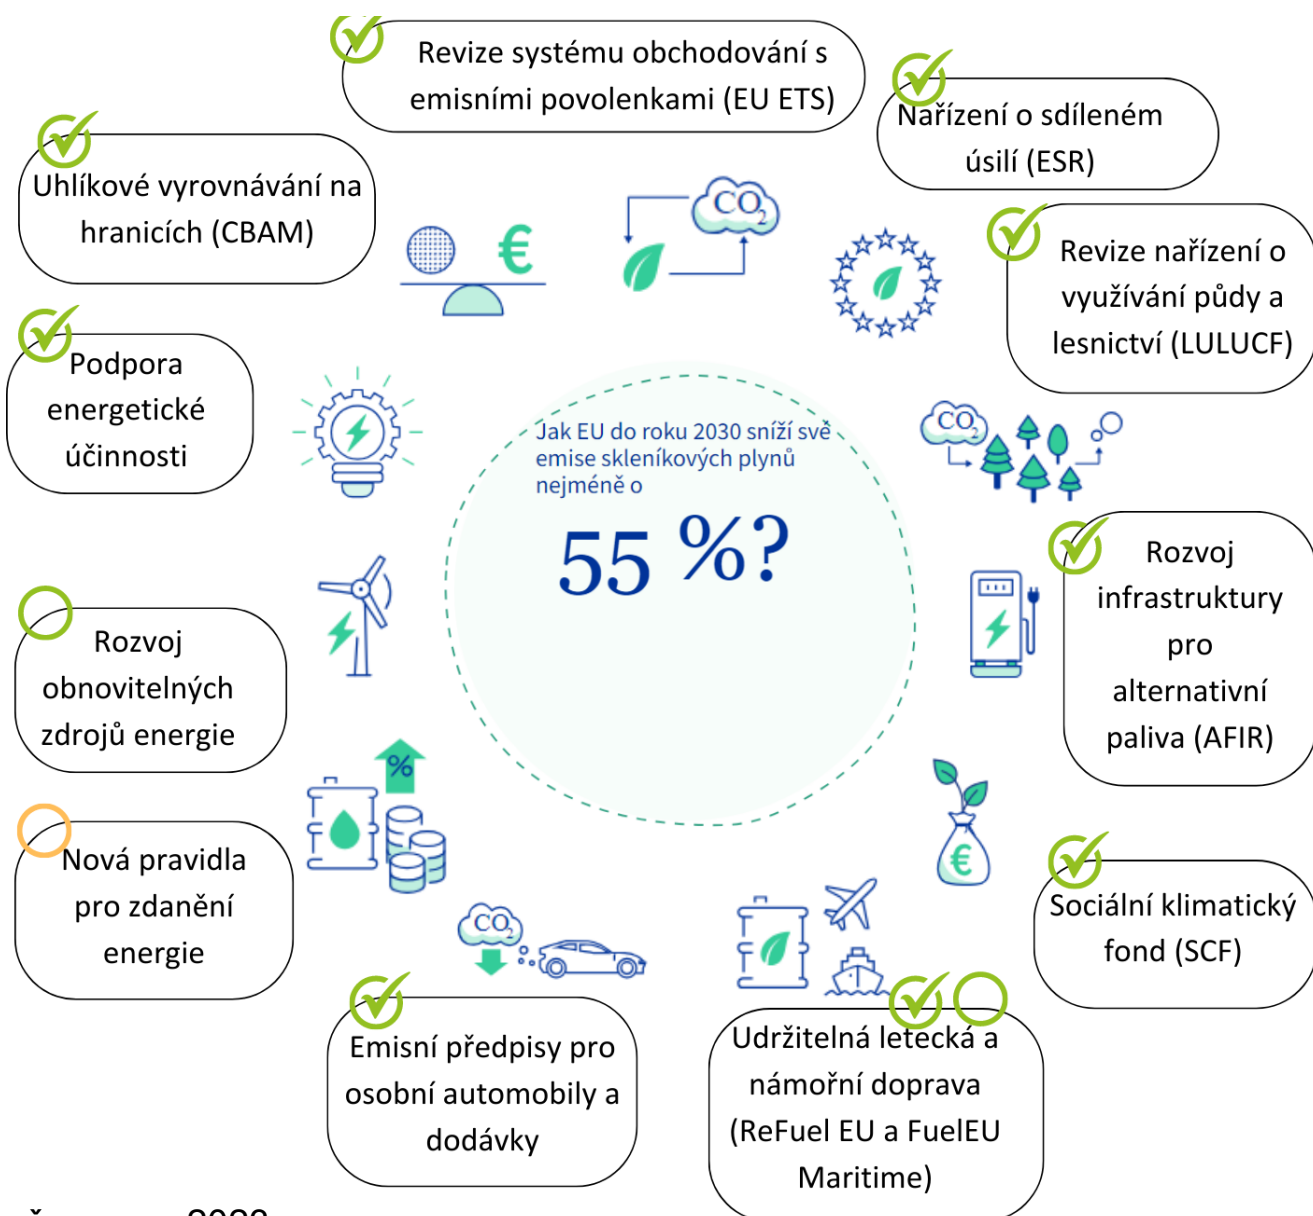 Revize systému obchodování s
emisními povolenkami (EU ETS)
Nařízení o sdíleném
úsilí (ESR)
Uhlíkové vyrovnávání na
hranicích (CBAM)
CO2
€
Revize nařízení o
využívání půdy a
lesnictví (LULUCF)
Podpora
energetické
účinnosti
CO2
Jak EU do roku 2030 sníží své
emise skleníkových plynů
nejméně o
55 %?
Rozvoj
infrastruktury
pro
alternativní
paliva (AFIR)
Rozvoj
obnovitelných
zdrojů energie
%
Nová pravidla
pro zdanění
energie
€
Sociální klimatický
fond (SCF)
CO2
Emisní předpisy pro
osobní automobily a
dodávky
Udržitelná letecká a
námořní doprava
(ReFuel EU a FuelEU
Maritime)